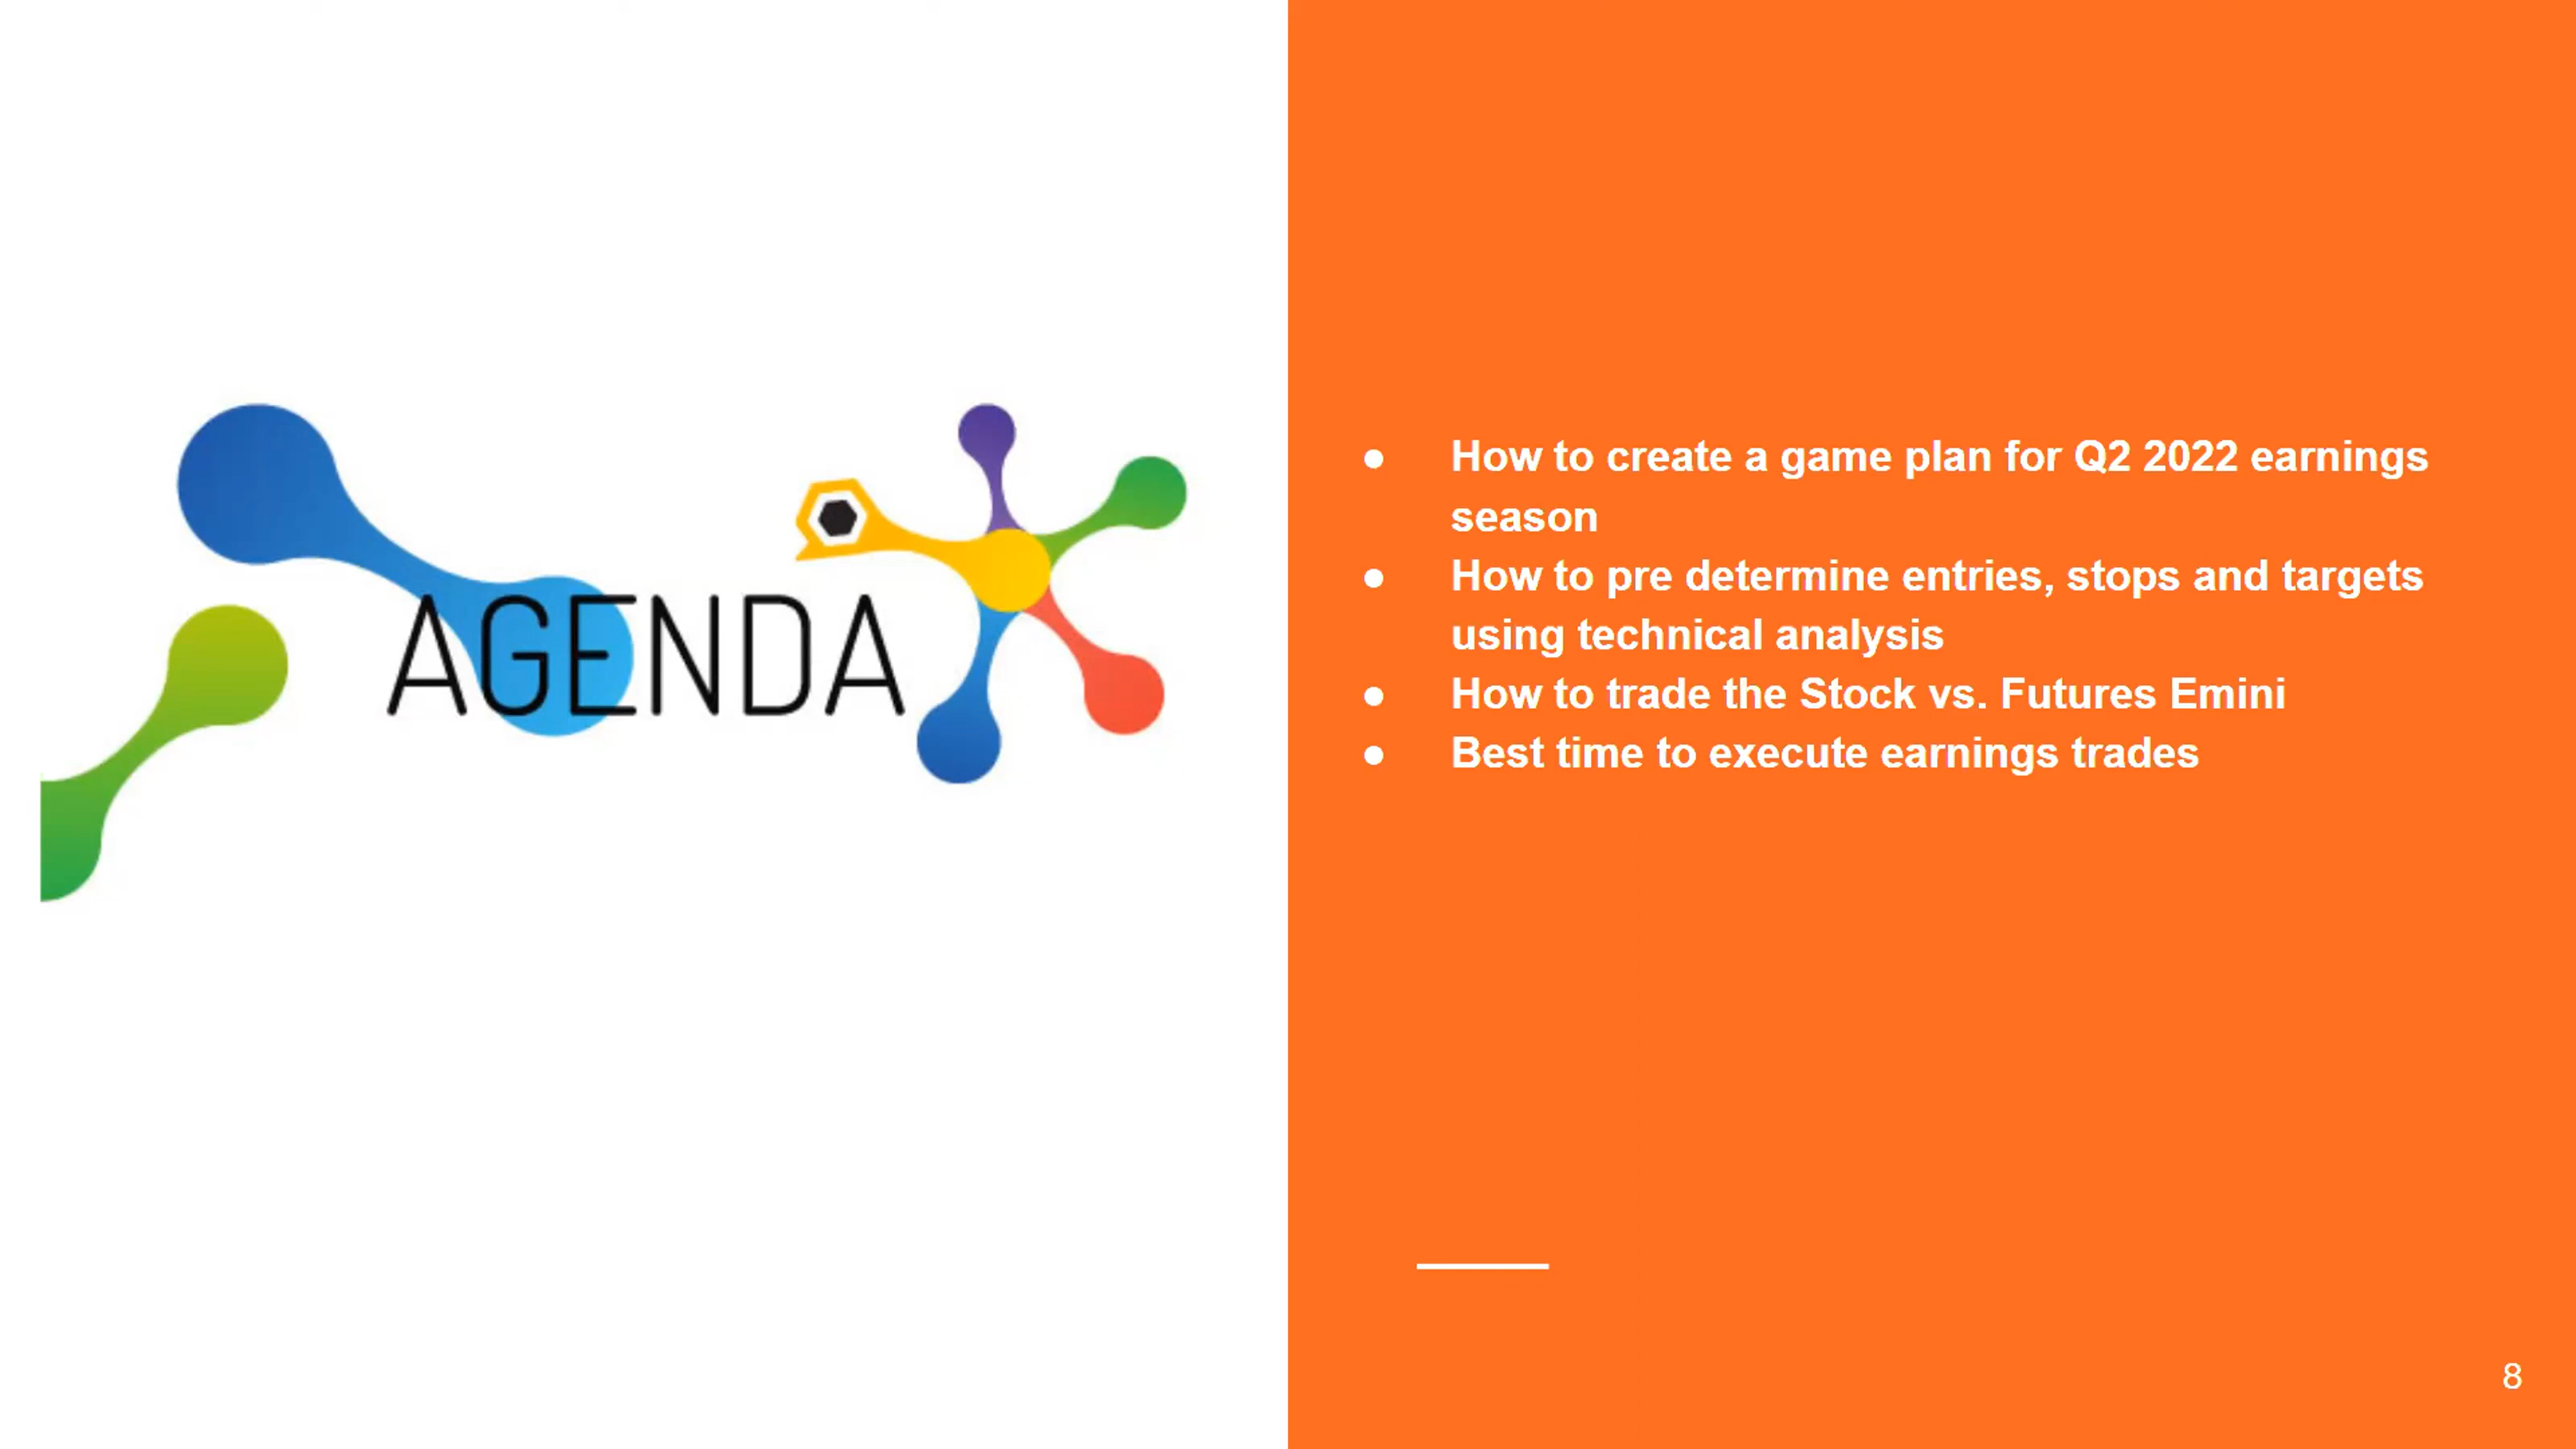 AGENDA
● How to create a game plan for Q2 2022 earnings
season
● How to pre determine entries, stops and targets
using technical analysis
● How to trade the Stock vs. Futures Emini
● Best time to execute earnings trades
8